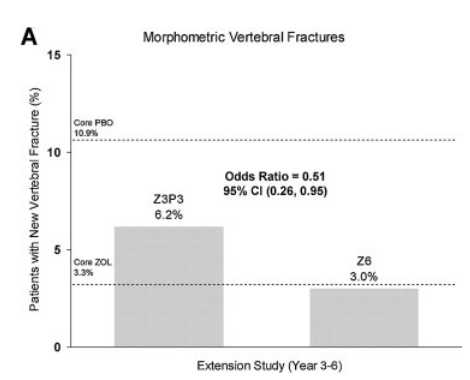 A
Morphometric Vertebral Fractures
Patients with New Vertebral Fracture (%)
15
10
5
0
Core PBO
10.9%
Odds Ratio = 0.51
95% CI (0.26, 0.95)
Z3P3
6.2%
Core ZOL
3.3%
Z6
3.0%
Extension Study (Year 3-6)